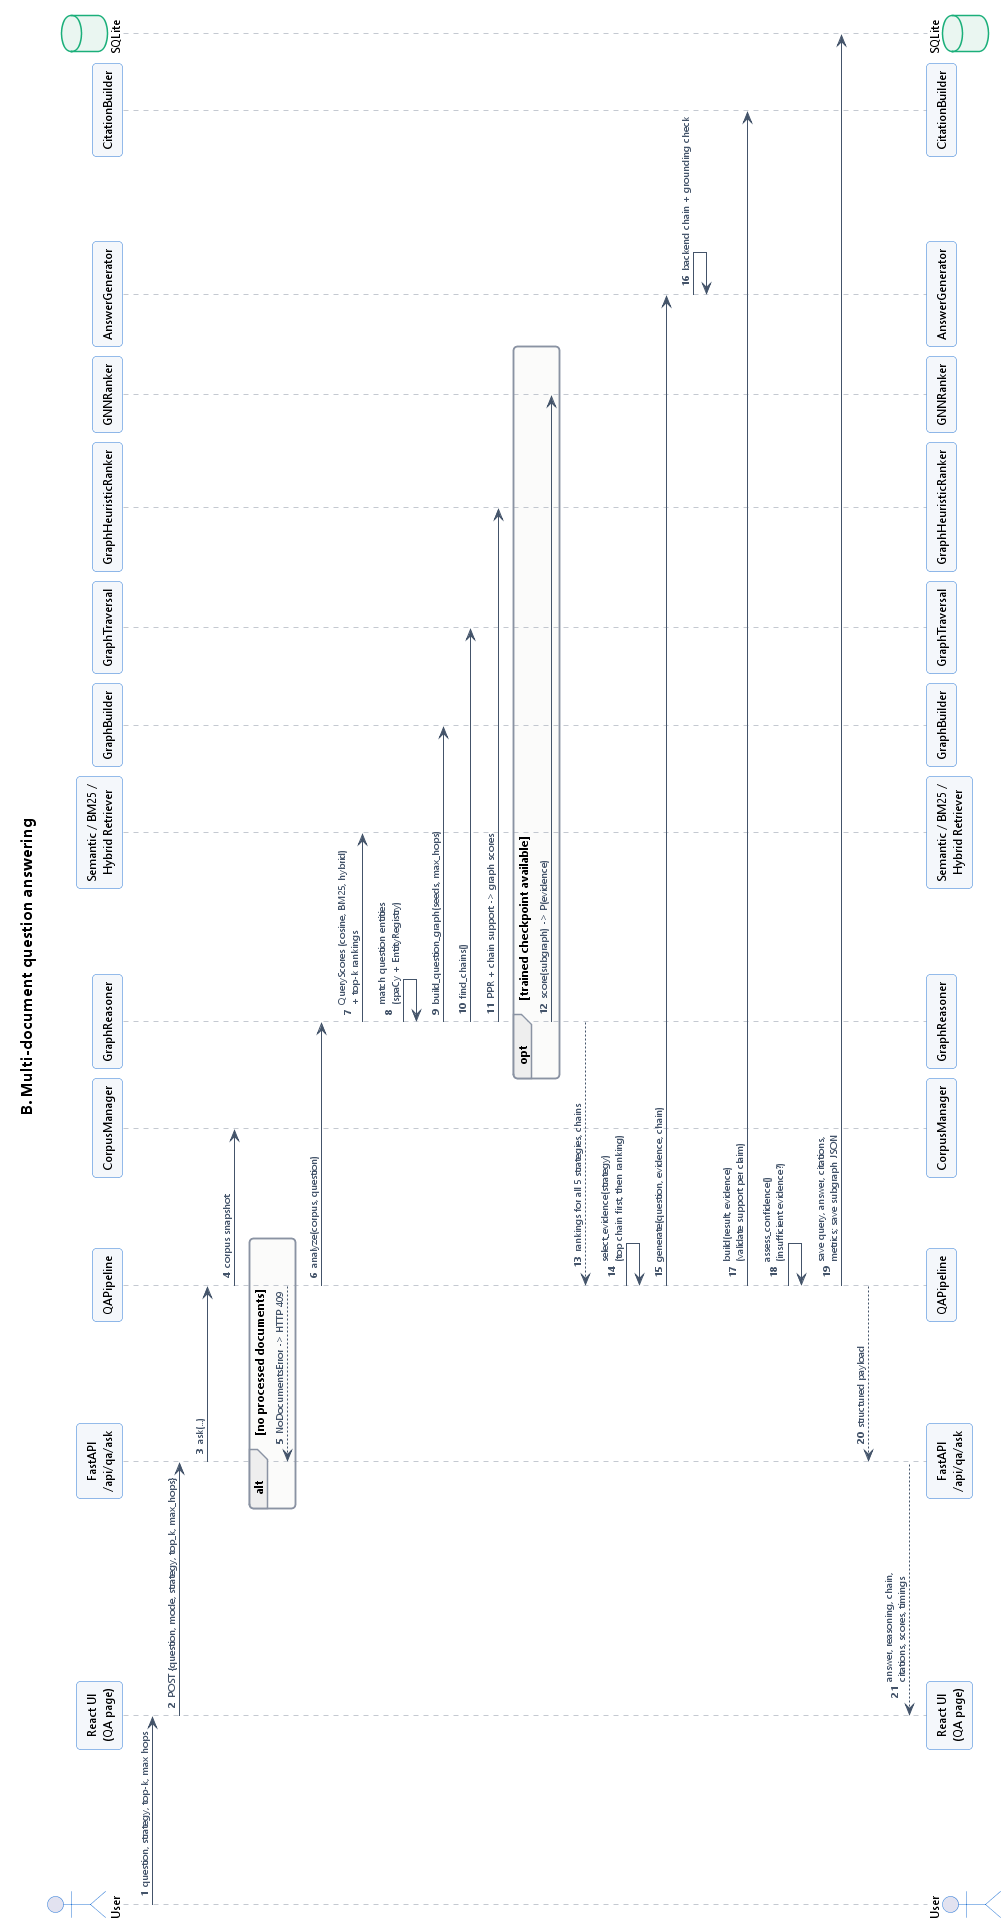 B. Multi-document question answering
User
React UI
(QA page)
FastAPI
/api/qa/ask
QAPipeline
CorpusManager
GraphReasoner
Semantic / BM25 /
Hybrid Retriever
GraphBuilder
GraphTraversal
GraphHeuristicRanker
GNNRanker
AnswerGenerator
CitationBuilder
SQLite
1 question, strategy, top-k, max hops
2 POST {question, mode, strategy, top_k, max_hops}
3 ask(..)
4 corpus snapshot
alt
[no processed documents]
5 NoDocumentsError -> HTTP 409
6 analyze(corpus, question)
QueryScores (cosine, BM25, hybrid)
7 + top-k rankings
match question entities
8 (spaCy + EntityRegistry)
9 build_question_graph(seeds, max_hops)
10 find_chains()
11 PPR + chain support -> graph scores
opt
[trained checkpoint available]
12 score(subgraph) -> P(evidence)
13 rankings for all 5 strategies, chains
select_evidence(strategy)
14 (top chain first, then ranking)
15 generate(question, evidence, chain)
16 backend chain + grounding check
build(result, evidence)
17 (validate support per claim)
assess_confidence()
18 (insufficient evidence?)
save query, answer, citations,
19 metrics; save subgraph JSON
20 structured payload
answer, reasoning, chain,
21 citations, scores, timings
User
React UI
(QA page)
FastAPI
/api/qa/ask
QAPipeline
CorpusManager
GraphReasoner
Semantic / BM25 /
Hybrid Retriever
GraphBuilder
GraphTraversal
GraphHeuristicRanker
GNNRanker
AnswerGenerator
CitationBuilder
SQLite